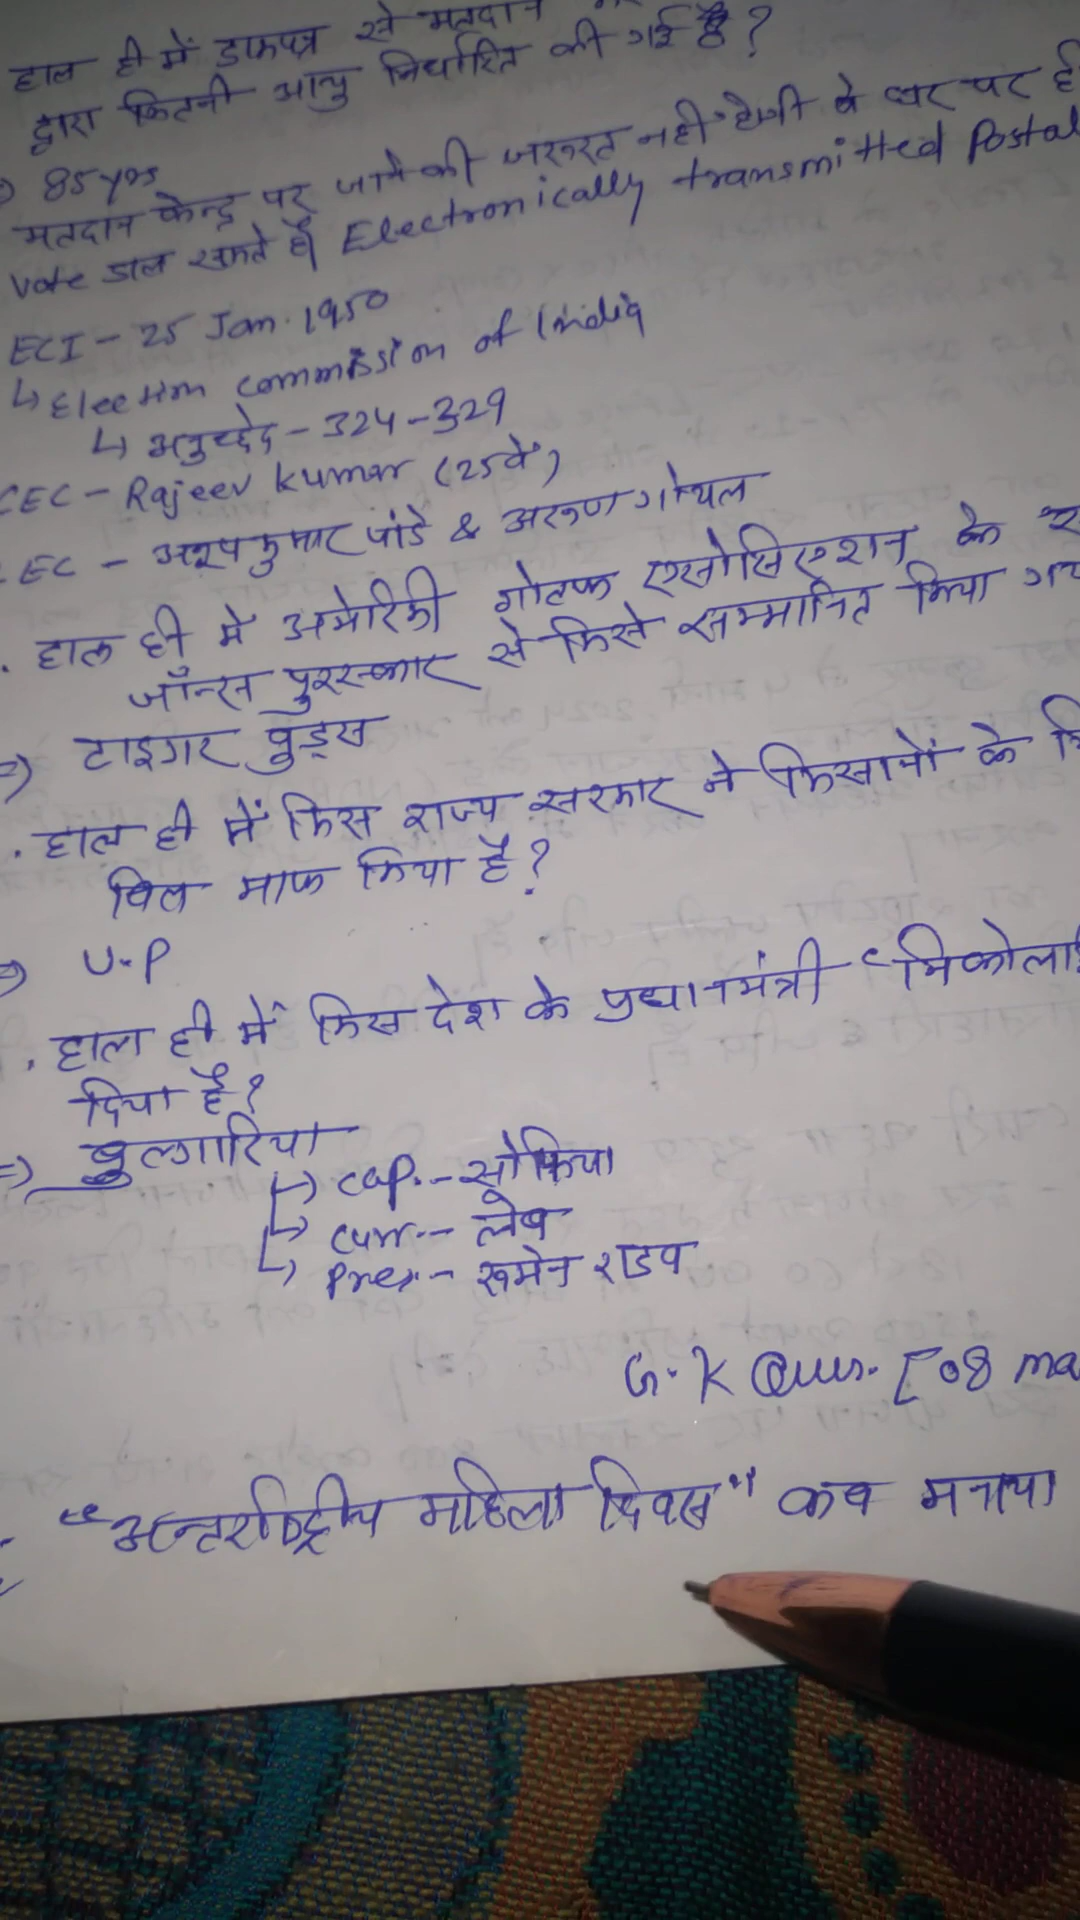 हाल ही में डाकपत्र से मतदान
द्वारा कितनी आयु निर्धारित की गई है?
85 yrs
मतदान केन्द्र पर जाने की जरूरत नही होगी वे घर पर ही
vote डाल सकते हैं Electronically transmitted Postal
ECI - 25 Jan. 1950
↳ Election commission of India
↳ अनुच्छेद - 324-329
CEC - Rajeev kumar (25वें)
EC - अनूपकुमार पांडे & अरुण गोयल
. हाल ही में अमेरिकी गोल्फ एसोसिएशन के
जॉन्स पुरस्कार से किसे सम्मानित किया
=) टाइगर वुड्स
. हाल ही में किस राज्य सरकार ने किसानों के
बिल माफ किया है?
=) U.P
. हाल ही में किस देश के प्रधानमंत्री "निकोलाई
दिया है?
=) बुल्गारिया
↳ cap. - सोफिया
↳ curr. - लेव
↳ Pres. - रूमेन राडेव
G.K Ques. [08 ma
"अन्तर्राष्ट्रीय महिला दिवस" कब मनाया